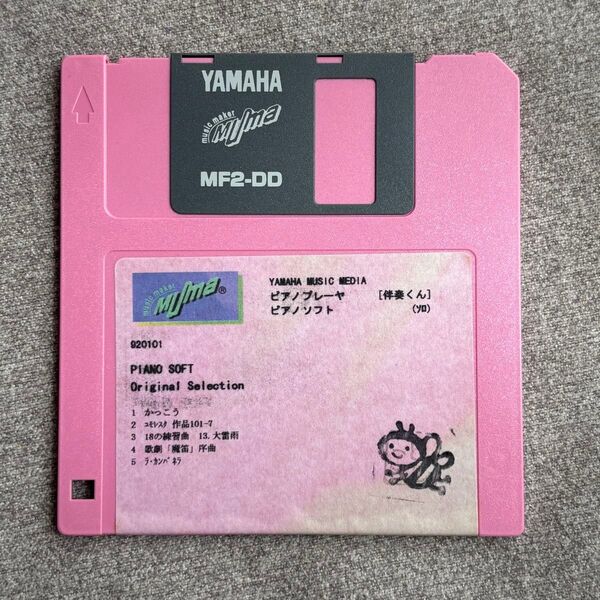 YAMAHA
music maker
MUma
MF2-DD
music maker
MUma®
YAMAHA MUSIC MEDIA
ピアノプレーヤ [伴奏くん]
ピアノソフト (ソロ)
920101
PIANO SOFT
Original Selection
1 かっこう
2 ユモレスク 作品101-7
3 18の練習曲 13.大雷雨
4 歌劇「魔笛」序曲
5 ラ・カンパネラ